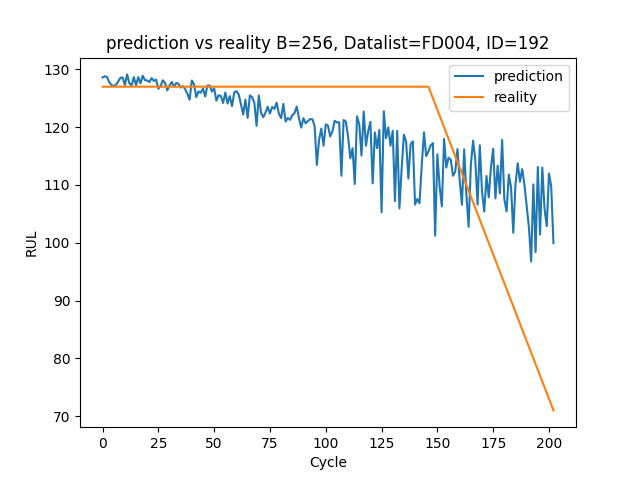 prediction vs reality B=256, Datalist=FD004, ID=192
prediction
reality
RUL
130
120
110
100
90
80
70
0 25 50 75 100 125 150 175 200
Cycle